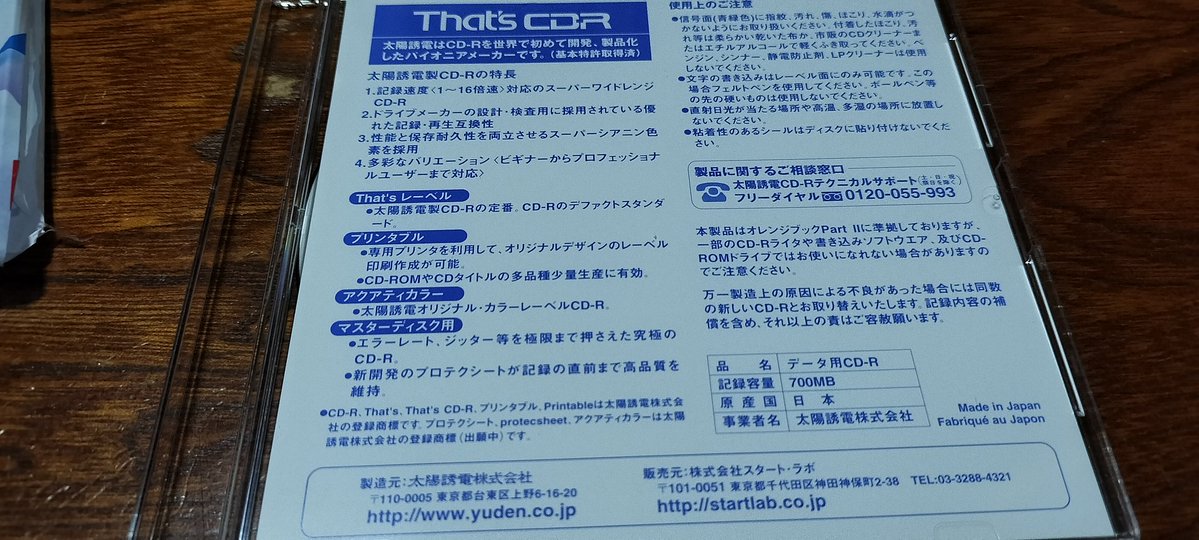 That's CD-R
太陽誘電はCD-Rを世界で初めて開発、製品化
したパイオニアメーカーです。(基本特許取得済)
太陽誘電製CD-Rの特長
1.記録速度〈1〜16倍速〉対応のスーパーワイドレンジ
CD-R
2.ドライブメーカーの設計・検査用に採用されている優
れた記録・再生互換性
3.性能と保存耐久性を両立させるスーパーシアニン色
素を採用
4.多彩なバリエーション〈ビギナーからプロフェッショナ
ルユーザーまで対応〉
That's レーベル
●太陽誘電製CD-Rの定番。CD-Rのデファクトスタンダ
ード。
プリンタブル
●専用プリンタを利用して、オリジナルデザインのレーベル
印刷作成が可能。
●CD-ROMやCDタイトルの多品種少量生産に有効。
アクアティカラー
●太陽誘電オリジナル・カラーレーベルCD-R。
マスターディスク用
●エラーレート、ジッター等を極限まで押さえた究極の
CD-R。
●新開発のプロテクシートが記録の直前まで高品質を
維持。
●CD-R、That's、That's CD-R、プリンタブル、Printableは太陽誘電株式会
社の登録商標です。プロテクシート、protecsheet、アクアティカラーは太陽
誘電株式会社の登録商標(出願中)です。
使用上のご注意
●信号面(青緑色)に指紋、汚れ、傷、ほこり、水滴がつ
かないようにお取り扱いください。付着したほこり、汚
れ等は柔らかい乾いた布か、市販のCDクリーナーま
たはエチルアルコールで軽くふき取ってください。ベ
ンジン、シンナー、静電防止剤、LPクリーナーは使用
しないでください。
●文字の書き込みはレーベル面にのみ可能です。この
場合フェルトペンを使用してください。ボールペン等
の先の硬いものは使用しないでください。
●直射日光が当たる場所や高温、多湿の場所に放置し
ないでください。
●粘着性のあるシールはディスクに貼り付けないでくだ
さい。
製品に関するご相談窓口
太陽誘電CD-Rテクニカルサポート(土・日・祝祭日を除く)
フリーダイヤル 0120-055-993
本製品はオレンジブックPart IIに準拠しておりますが、
一部のCD-Rライタや書き込みソフトウエア、及びCD-
ROMドライブではお使いになれない場合がありますの
でご注意ください。
万一製造上の原因による不良があった場合には同数
の新しいCD-Rとお取り替えいたします。記録内容の補
償を含め、それ以上の責はご容赦願います。
品 名 データ用CD-R
記録容量 700MB
原産国 日 本
事業者名 太陽誘電株式会社
Made in Japan
Fabriqué au Japon
製造元:太陽誘電株式会社
〒110-0005 東京都台東区上野6-16-20
http://www.yuden.co.jp
販売元:株式会社スタート・ラボ
〒101-0051 東京都千代田区神田神保町2-38 TEL:03-3288-4321
http://startlab.co.jp